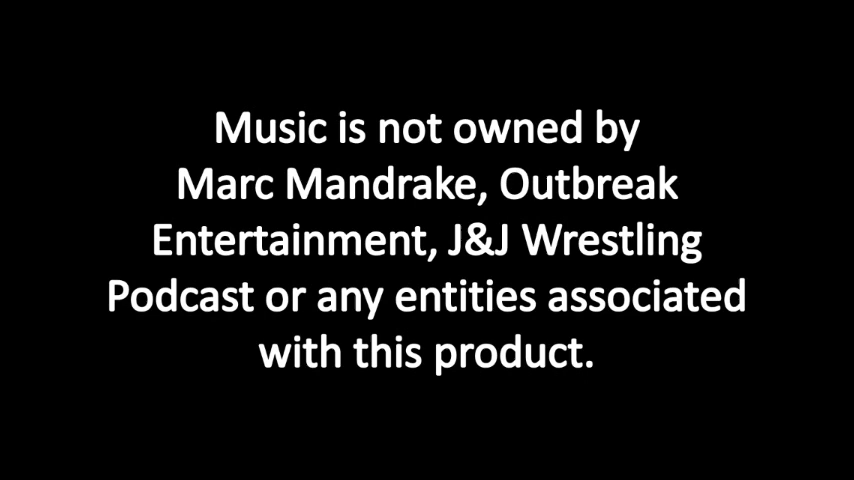 Music is not owned by
Marc Mandrake, Outbreak
Entertainment, J&J Wrestling
Podcast or any entities associated
with this product.